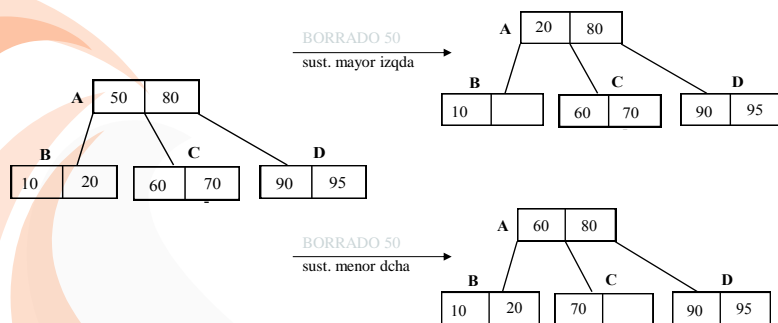 A 50 80
B C D
10 20 60 70 90 95
BORRADO 50
sust. mayor izqda
A 20 80
B C D
10 60 70 90 95
BORRADO 50
sust. menor dcha
A 60 80
B C D
10 20 70 90 95